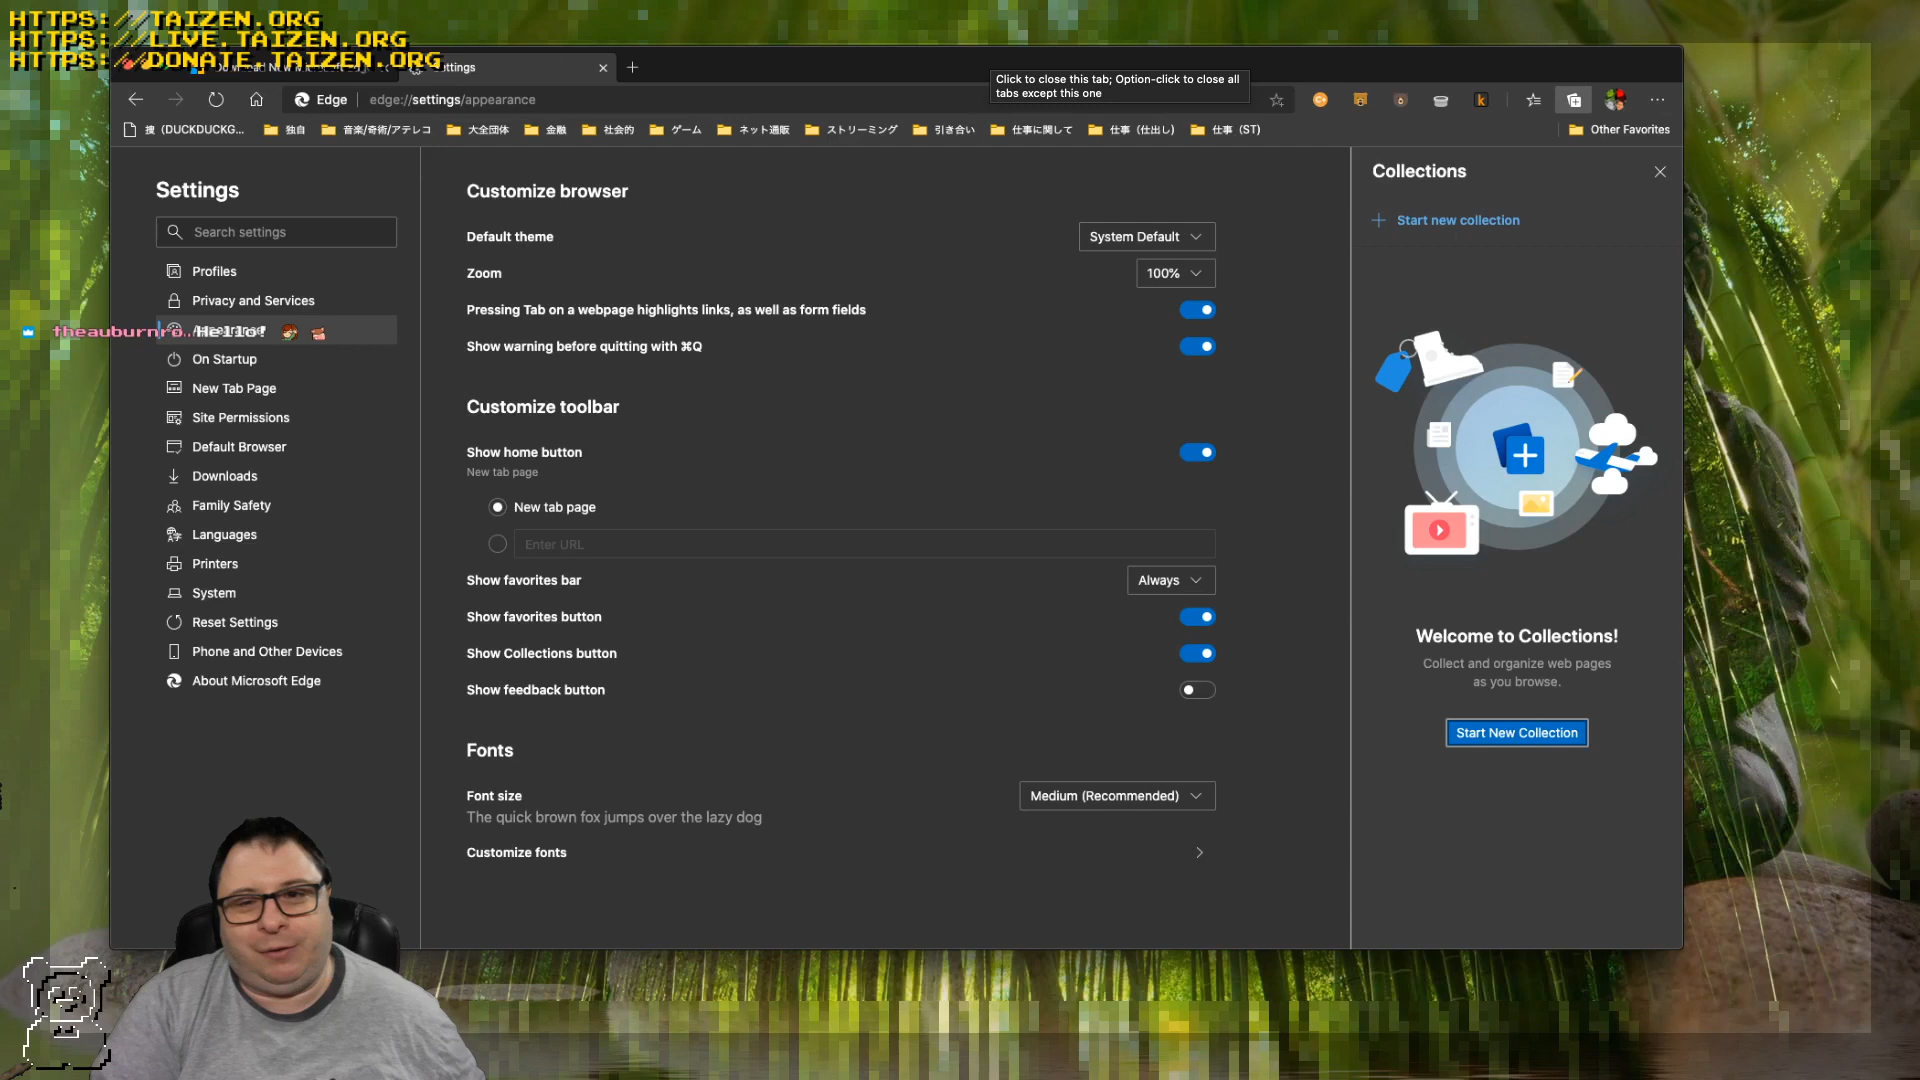 HTTPS://TAIZEN.ORG
HTTPS://LIVE.TAIZEN.ORG
HTTPS://DONATE.TAIZEN.ORG
Download New Microsoft Edge
Settings
Click to close this tab; Option-click to close all
tabs except this one
Edge
edge://settings/appearance
搜（DUCKDUCKG...
独自
音楽/奇術/アテレコ
大全団体
金融
社会的
ゲーム
ネット通販
ストリーミング
引き合い
仕事に関して
仕事（仕出し）
仕事（ST）
Other Favorites
Settings
Search settings
Profiles
Privacy and Services
Appearance
theauburnro... Hello!
On Startup
New Tab Page
Site Permissions
Default Browser
Downloads
Family Safety
Languages
Printers
System
Reset Settings
Phone and Other Devices
About Microsoft Edge
Customize browser
Default theme
System Default
Zoom
100%
Pressing Tab on a webpage highlights links, as well as form fields
Show warning before quitting with ⌘Q
Customize toolbar
Show home button
New tab page
New tab page
Enter URL
Show favorites bar
Always
Show favorites button
Show Collections button
Show feedback button
Fonts
Font size
Medium (Recommended)
The quick brown fox jumps over the lazy dog
Customize fonts
Collections
Start new collection
Welcome to Collections!
Collect and organize web pages
as you browse.
Start New Collection